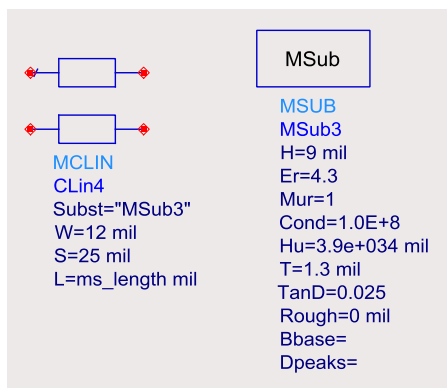 MSub
MCLIN
CLin4
Subst="MSub3"
W=12 mil
S=25 mil
L=ms_length mil
MSUB
MSub3
H=9 mil
Er=4.3
Mur=1
Cond=1.0E+8
Hu=3.9e+034 mil
T=1.3 mil
TanD=0.025
Rough=0 mil
Bbase=
Dpeaks=